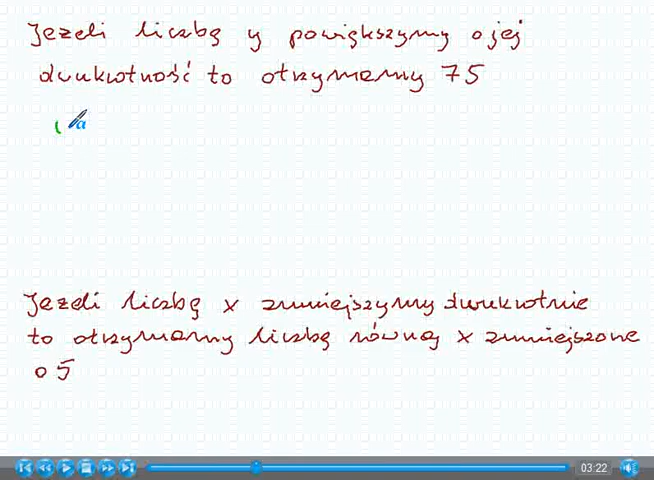 Jeżeli liczbę y powiększymy o jej
dwukrotność to otrzymamy 75
Jeżeli liczbę x zmniejszymy dwukrotnie
to otrzymamy liczbę równą x zmniejszone
o 5
03:22